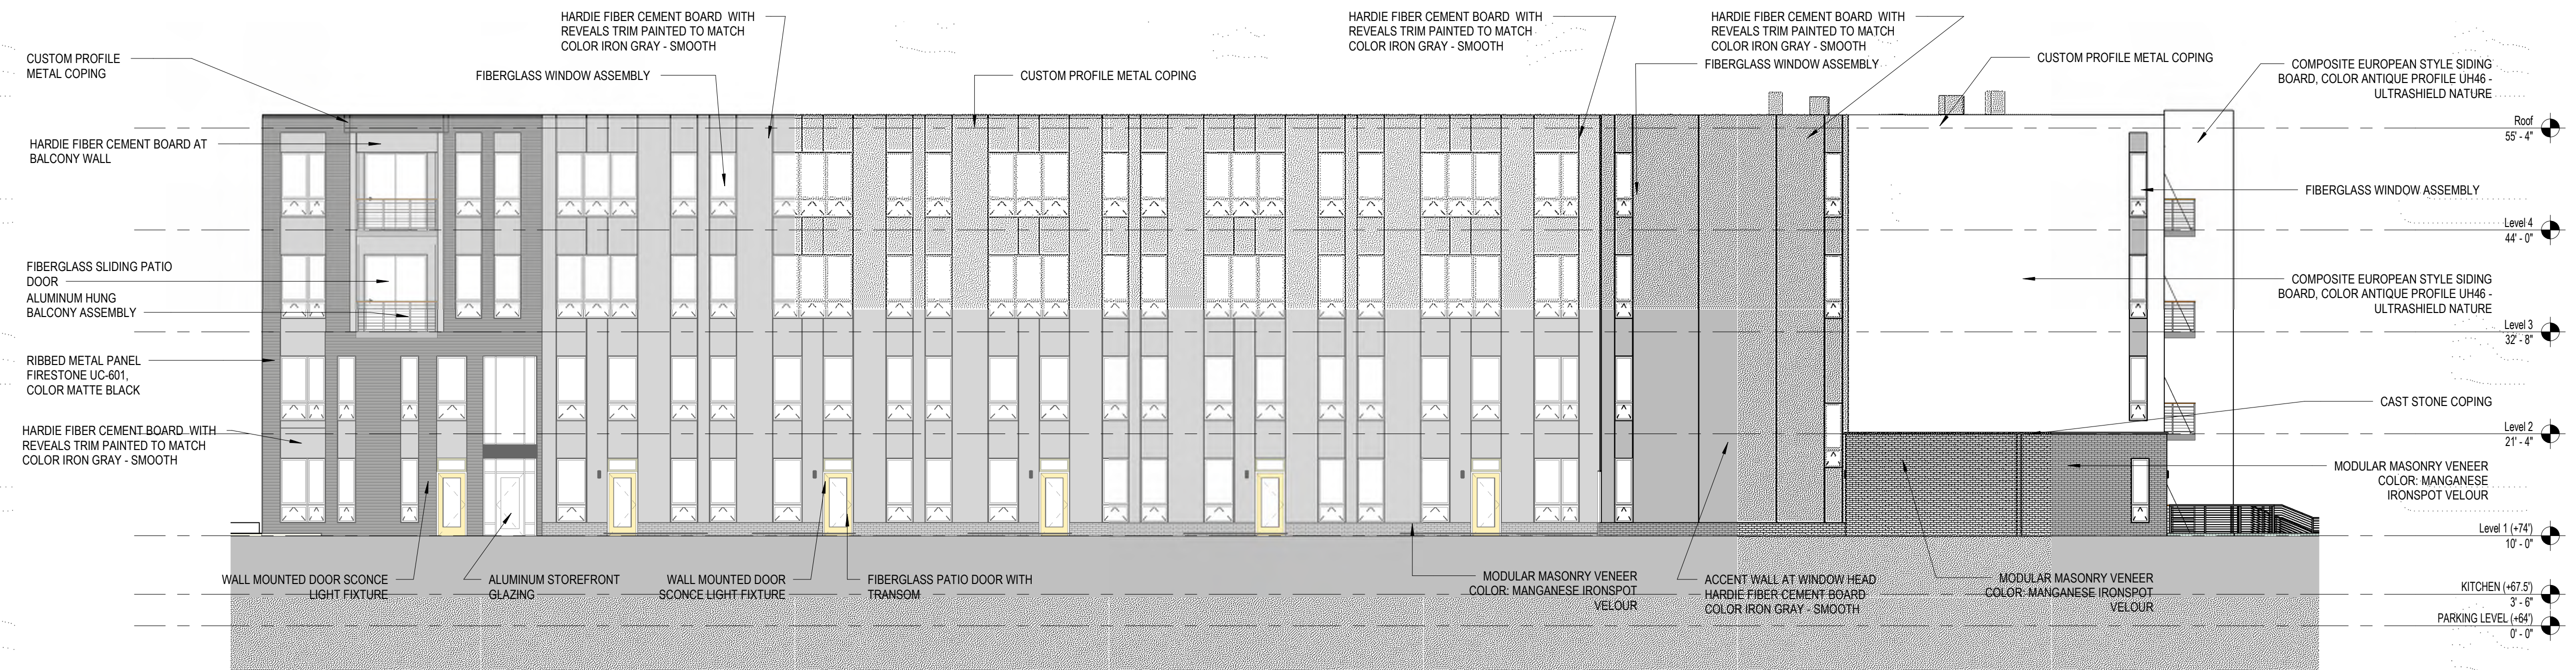 HARDIE FIBER CEMENT BOARD WITH
REVEALS TRIM PAINTED TO MATCH
COLOR IRON GRAY - SMOOTH
HARDIE FIBER CEMENT BOARD WITH
REVEALS TRIM PAINTED TO MATCH
COLOR IRON GRAY - SMOOTH
HARDIE FIBER CEMENT BOARD WITH
REVEALS TRIM PAINTED TO MATCH
COLOR IRON GRAY - SMOOTH
CUSTOM PROFILE
METAL COPING
FIBERGLASS WINDOW ASSEMBLY
CUSTOM PROFILE METAL COPING
FIBERGLASS WINDOW ASSEMBLY
CUSTOM PROFILE METAL COPING
COMPOSITE EUROPEAN STYLE SIDING
BOARD, COLOR ANTIQUE PROFILE UH46 -
ULTRASHIELD NATURE
Roof
55' - 4"
HARDIE FIBER CEMENT BOARD AT
BALCONY WALL
FIBERGLASS WINDOW ASSEMBLY
Level 4
44' - 0"
FIBERGLASS SLIDING PATIO
DOOR
ALUMINUM HUNG
BALCONY ASSEMBLY
COMPOSITE EUROPEAN STYLE SIDING
BOARD, COLOR ANTIQUE PROFILE UH46 -
ULTRASHIELD NATURE
Level 3
32' - 8"
RIBBED METAL PANEL
FIRESTONE UC-601,
COLOR MATTE BLACK
CAST STONE COPING
HARDIE FIBER CEMENT BOARD WITH
REVEALS TRIM PAINTED TO MATCH
COLOR IRON GRAY - SMOOTH
Level 2
21' - 4"
MODULAR MASONRY VENEER
COLOR: MANGANESE
IRONSPOT VELOUR
Level 1 (+74')
10' - 0"
WALL MOUNTED DOOR SCONCE
LIGHT FIXTURE
ALUMINUM STOREFRONT
GLAZING
WALL MOUNTED DOOR
SCONCE LIGHT FIXTURE
FIBERGLASS PATIO DOOR WITH
TRANSOM
MODULAR MASONRY VENEER
COLOR: MANGANESE IRONSPOT
VELOUR
ACCENT WALL AT WINDOW HEAD
HARDIE FIBER CEMENT BOARD
COLOR IRON GRAY - SMOOTH
MODULAR MASONRY VENEER
COLOR: MANGANESE IRONSPOT
VELOUR
KITCHEN (+67.5')
3' - 6"
PARKING LEVEL (+64')
0' - 0"